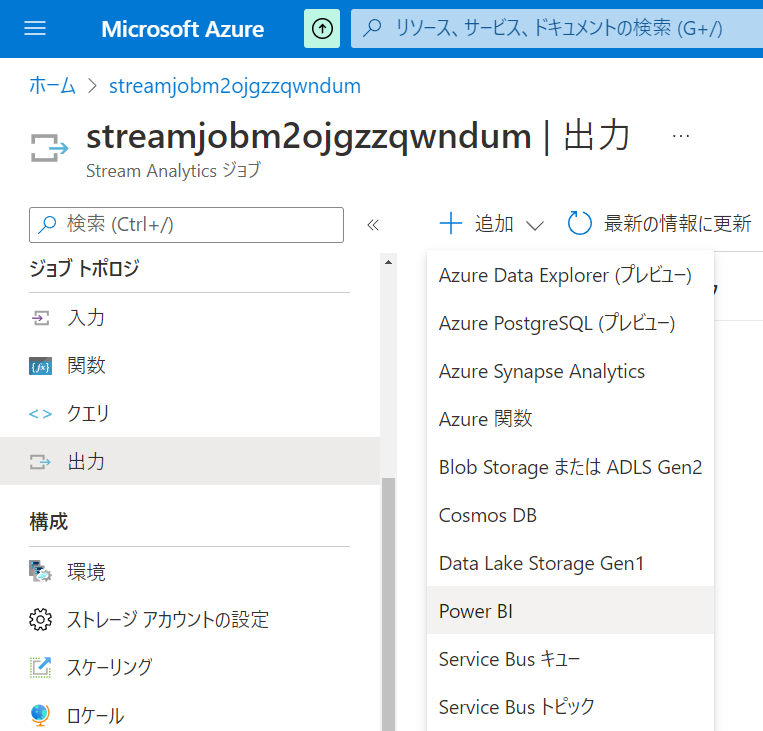 Microsoft Azure
リソース、サービス、ドキュメントの検索 (G+/)
ホーム > streamjobm2ojgzzqwndum
streamjobm2ojgzzqwndum | 出力 ...
Stream Analytics ジョブ
検索 (Ctrl+/)
«
追加
最新の情報に更新
ジョブ トポロジ
入力
関数
クエリ
出力
構成
環境
ストレージ アカウントの設定
スケーリング
ロケール
Azure Data Explorer (プレビュー)
Azure PostgreSQL (プレビュー)
Azure Synapse Analytics
Azure 関数
Blob Storage または ADLS Gen2
Cosmos DB
Data Lake Storage Gen1
Power BI
Service Bus キュー
Service Bus トピック